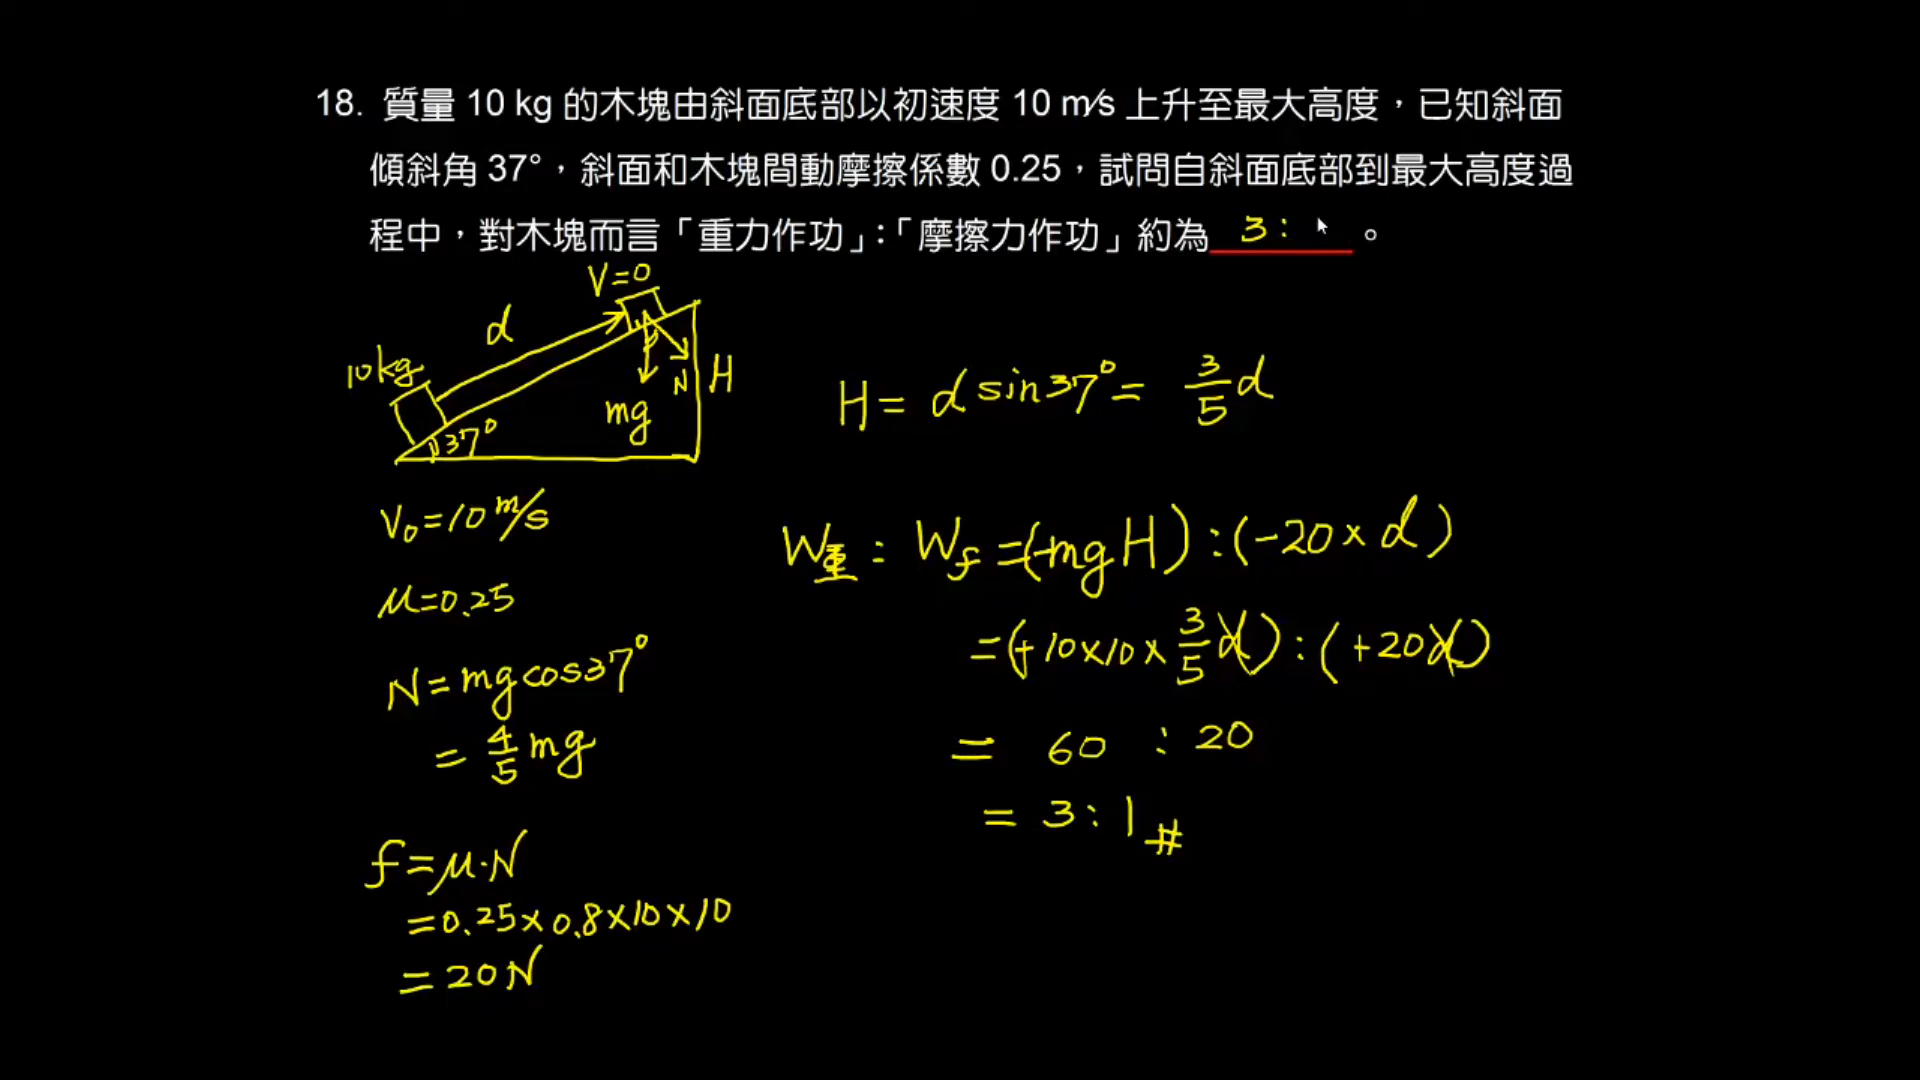 18. 質量 10 kg 的木塊由斜面底部以初速度 10 m/s 上升至最大高度，已知斜面
傾斜角 37°，斜面和木塊間動摩擦係數 0.25，試問自斜面底部到最大高度過
程中，對木塊而言「重力作功」:「摩擦力作功」約為 3 : 。
V=0
d
10kg
N
H
mg
37°
H = d sin37° = 3/5 d
V₀=10 m/s
W重 : W_f = (-mgH) : (-20×d)
μ=0.25
= (+10×10×3/5 d) : (+20d)
N = mg cos37°
= 4/5 mg
= 60 : 20
= 3 : 1 #
f = μ·N
= 0.25×0.8×10×10
= 20N